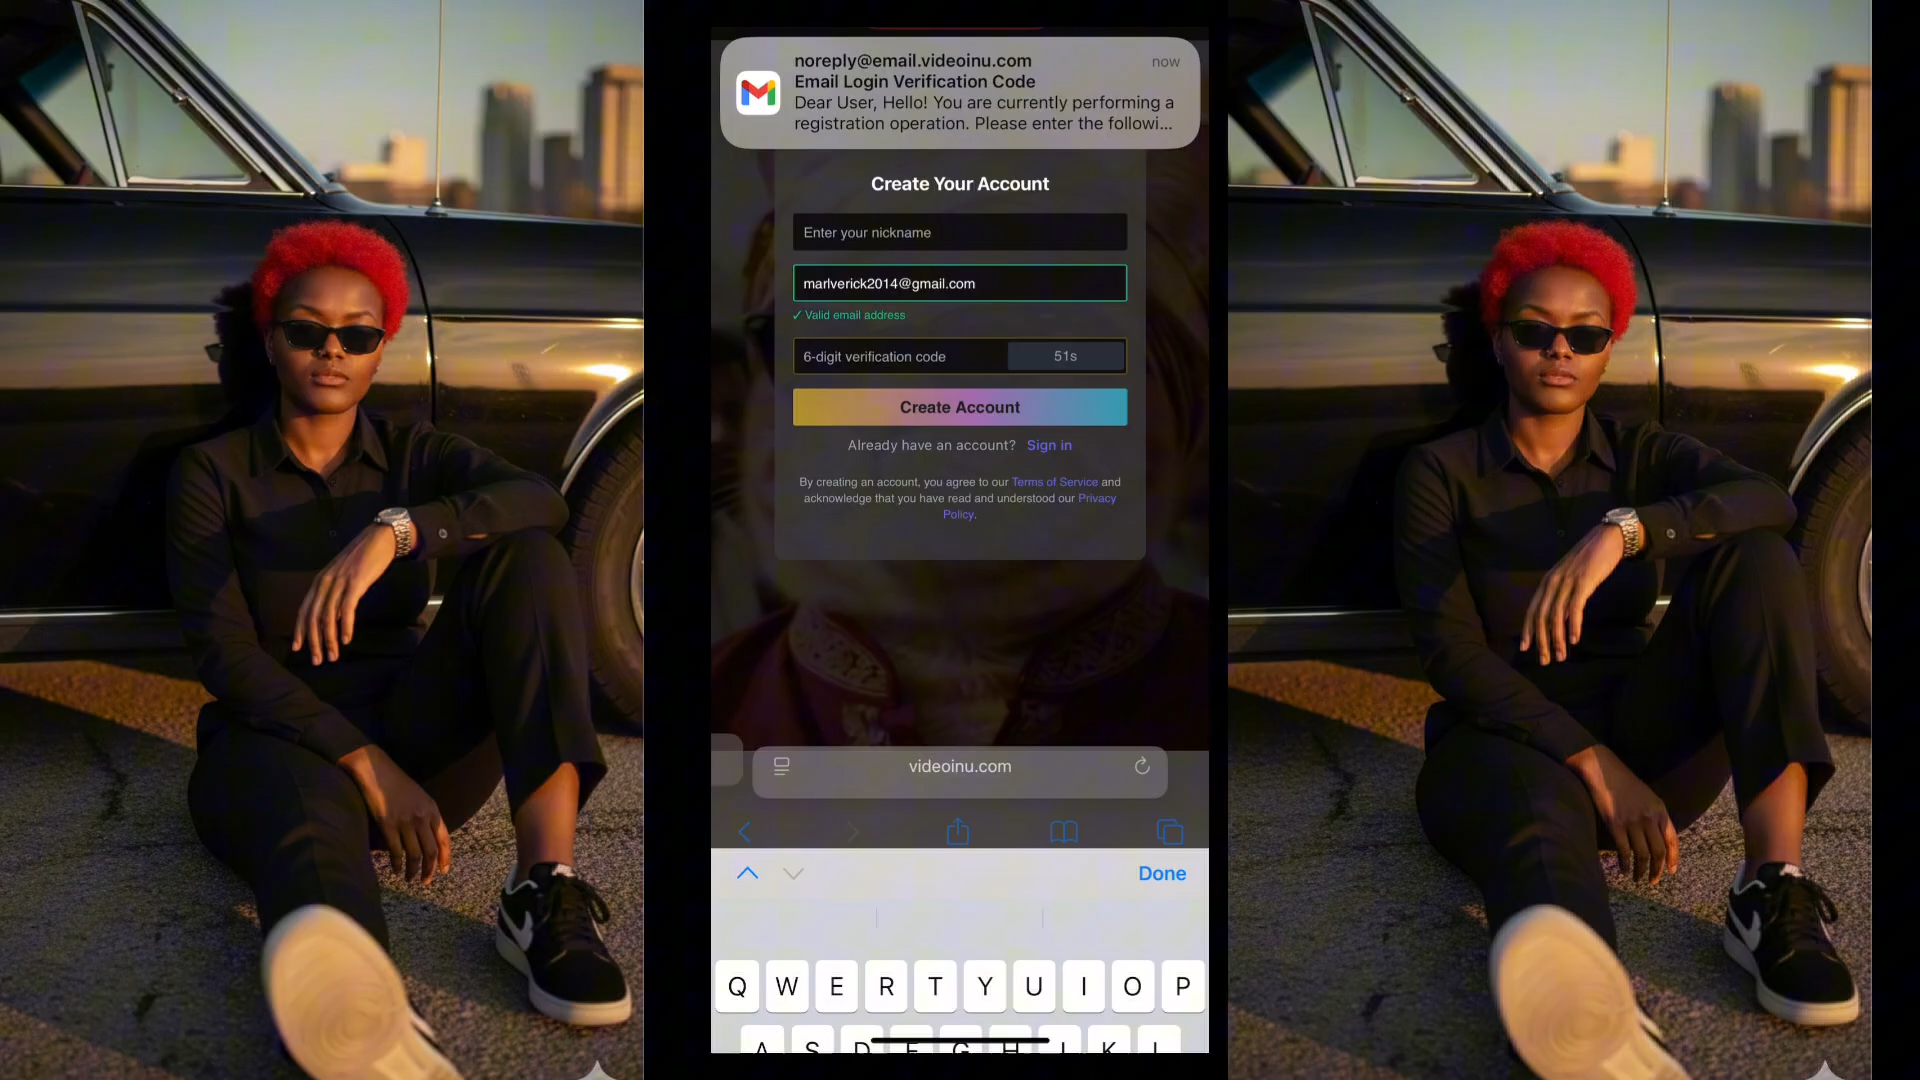 noreply@email.videoinu.com
now
Email Login Verification Code
Dear User, Hello! You are currently performing a
registration operation. Please enter the followi...
Create Your Account
Enter your nickname
marlverick2014@gmail.com
✓ Valid email address
6-digit verification code
51s
Create Account
Already have an account? Sign in
By creating an account, you agree to our Terms of Service and
acknowledge that you have read and understood our Privacy
Policy.
videoinu.com
Done
Q W E R T Y U I O P
A S D F G H J K L